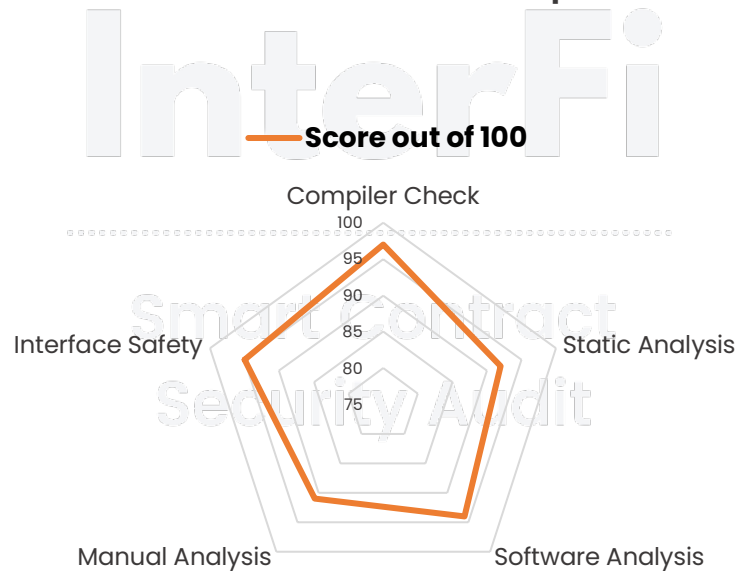 InterFi
Score out of 100
Compiler Check
100
95
90
85
80
75
Smart Contract
Interface Safety
Static Analysis
Security Audit
Manual Analysis
Software Analysis